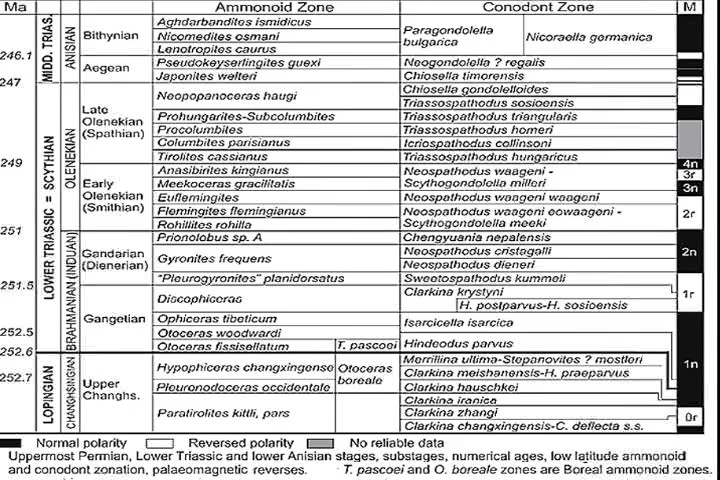 Ma Ammonoid Zone Conodont Zone M
MIDD. TRIAS.
ANISIAN
Bithynian
Aghdarbandites ismidicus
Nicomedites osmani
Lenotropites caurus
Paragondolella bulgarica
Nicoraella germanica
246.1
Aegean
Pseudokeyserlingites guexi
Neogondolella ? regalis
Japonites welteri
Chiosella timorensis
247
LOWER TRIASSIC = SCYTHIAN
OLENEKIAN
Late
Olenekian
(Spathian)
Neopopanoceras haugi
Chiosella gondolelloides
Triassospathodus sosioensis
Prohungarites-Subcolumbites
Triassospathodus triangularis
Procolumbites
Triassospathodus homeri
Columbites parisianus
Icriospathodus collinsoni
Tirolites cassianus
Triassospathodus hungaricus
249
4n
Early
Olenekian
(Smithian)
Anasibirites kingianus
Meekoceras gracilitatis
Neospathodus waageni -
Scythogondolella milleri
3r
3n
Euflemingites
Neospathodus waageni waageni
Flemingites flemingianus
Rohillites rohilla
Neospathodus waageni eowaageni -
Scythogondolella meeki
2r
251
BRAHMANIAN (INDUAN)
Gandarian
(Dienerian)
Prionolobus sp. A
Chengyuania nepalensis
Gyronites frequens
Neospathodus cristagalli
Neospathodus dieneri
2n
"Pleurogyronites" planidorsatus
Sweetospathodus kummeli
251.5
Gangetian
Discophiceras
Clarkina krystyni
H. postparvus-H. sosioensis
1r
Ophiceras tibeticum
Isarcicella isarcica
252.5
Otoceras woodwardi
Otoceras fissisellatum
T. pascoei
Hindeodus parvus
252.6
LOPINGIAN
CHANGHSINGIAN
Upper
Changhs.
Hypophiceras changxingense
Otoceras
boreale
Merrillina ultima-Stepanovites ? mostleri
Clarkina meishanensis-H. praeparvus
1n
252.7
Pleuronodoceras occidentale
Clarkina hauschkei
Clarkina iranica
Paratirolites kittli, pars
Clarkina zhangi
0r
Clarkina changxingensis-C. deflecta s.s.
Normal polarity Reversed polarity No reliable data
Uppermost Permian, Lower Triassic and lower Anisian stages, substages, numerical ages, low latitude ammonoid
and conodont zonation, palaeomagnetic reverses. T. pascoei and O. boreale zones are Boreal ammonoid zones.